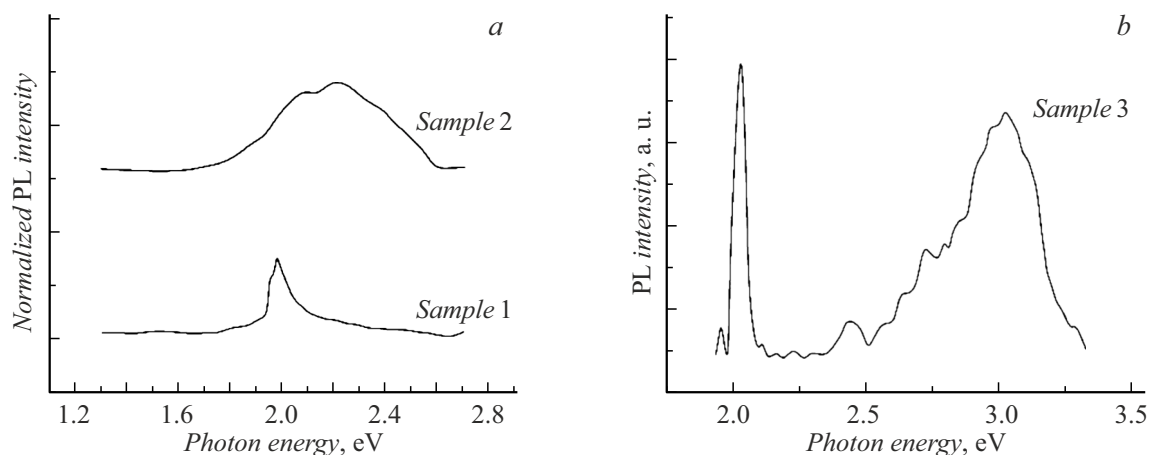 a
Normalized PL intensity
Sample 2
Sample 1
1.2 1.6 2.0 2.4 2.8
Photon energy, eV
b
PL intensity, a. u.
Sample 3
2.0 2.5 3.0 3.5
Photon energy, eV